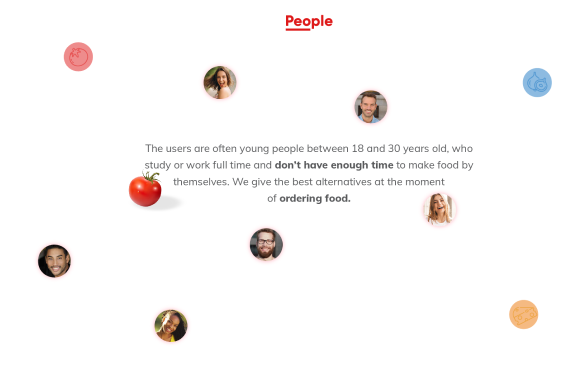 People
The users are often young people between 18 and 30 years old, who
study or work full time and don't have enough time to make food by
themselves. We give the best alternatives at the moment
of ordering food.